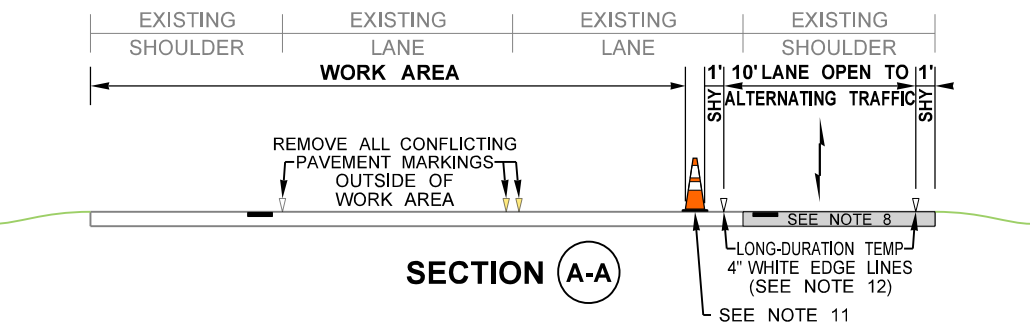 EXISTING
SHOULDER
EXISTING
LANE
EXISTING
LANE
EXISTING
SHOULDER
WORK AREA
1'
SHY
10' LANE OPEN TO
ALTERNATING TRAFFIC
1'
SHY
REMOVE ALL CONFLICTING
PAVEMENT MARKINGS
OUTSIDE OF
WORK AREA
SEE NOTE 8
LONG-DURATION TEMP
4" WHITE EDGE LINES
(SEE NOTE 12)
SEE NOTE 11
SECTION A-A